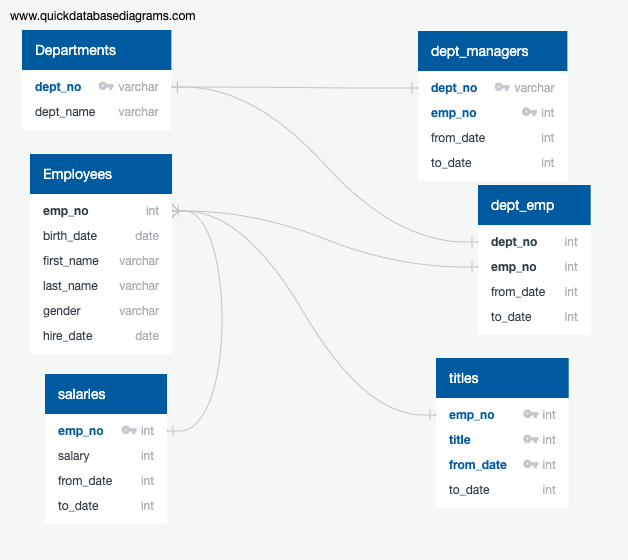 www.quickdatabasediagrams.com
Departments
dept_no varchar
dept_name varchar
dept_managers
dept_no varchar
emp_no int
from_date int
to_date int
Employees
emp_no int
birth_date date
first_name varchar
last_name varchar
gender varchar
hire_date date
dept_emp
dept_no int
emp_no int
from_date int
to_date int
salaries
emp_no int
salary int
from_date int
to_date int
titles
emp_no int
title int
from_date int
to_date int